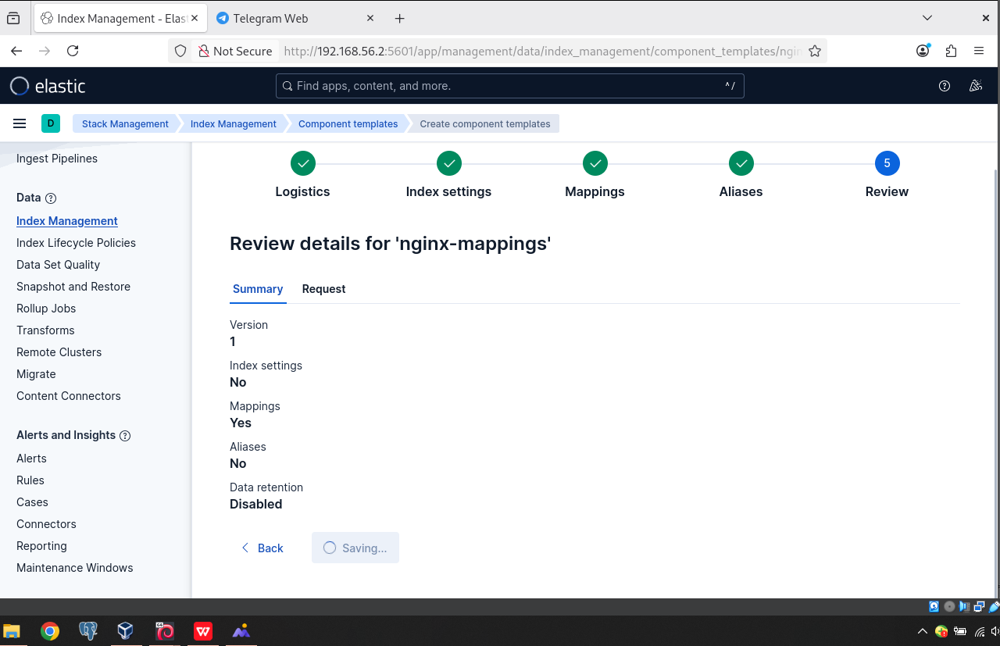 Index Management - Elast
Telegram Web
Not Secure
http://192.168.56.2:5601/app/management/data/index_management/component_templates/ngin
elastic
Find apps, content, and more.
^ /
D
Stack Management
Index Management
Component templates
Create component templates
Ingest Pipelines
Data
Index Management
Index Lifecycle Policies
Data Set Quality
Snapshot and Restore
Rollup Jobs
Transforms
Remote Clusters
Migrate
Content Connectors
Alerts and Insights
Alerts
Rules
Cases
Connectors
Reporting
Maintenance Windows
5
Logistics
Index settings
Mappings
Aliases
Review
Review details for 'nginx-mappings'
Summary
Request
Version
1
Index settings
No
Mappings
Yes
Aliases
No
Data retention
Disabled
Back
Saving...
64
W